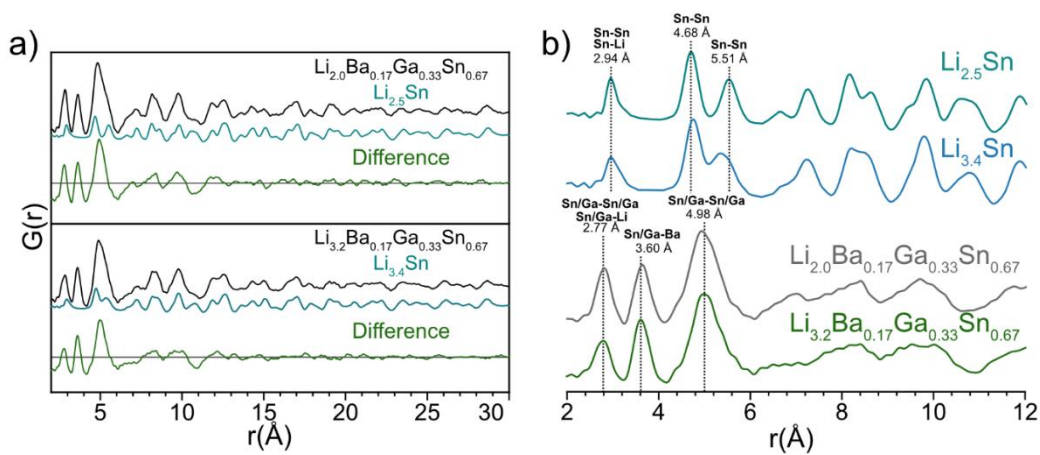 a)
Li2.0Ba0.17Ga0.33Sn0.67
Li2.5Sn
Difference
Li3.2Ba0.17Ga0.33Sn0.67
Li3.4Sn
Difference
G(r)
5 10 15 20 25 30
r(Å)
b)
Sn-Sn
Sn-Li
2.94 Å
Sn-Sn
4.68 Å
Sn-Sn
5.51 Å
Li2.5Sn
Li3.4Sn
Sn/Ga-Sn/Ga
Sn/Ga-Li
2.77 Å
Sn/Ga-Ba
3.60 Å
Sn/Ga-Sn/Ga
4.98 Å
Li2.0Ba0.17Ga0.33Sn0.67
Li3.2Ba0.17Ga0.33Sn0.67
2 4 6 8 10 12
r(Å)